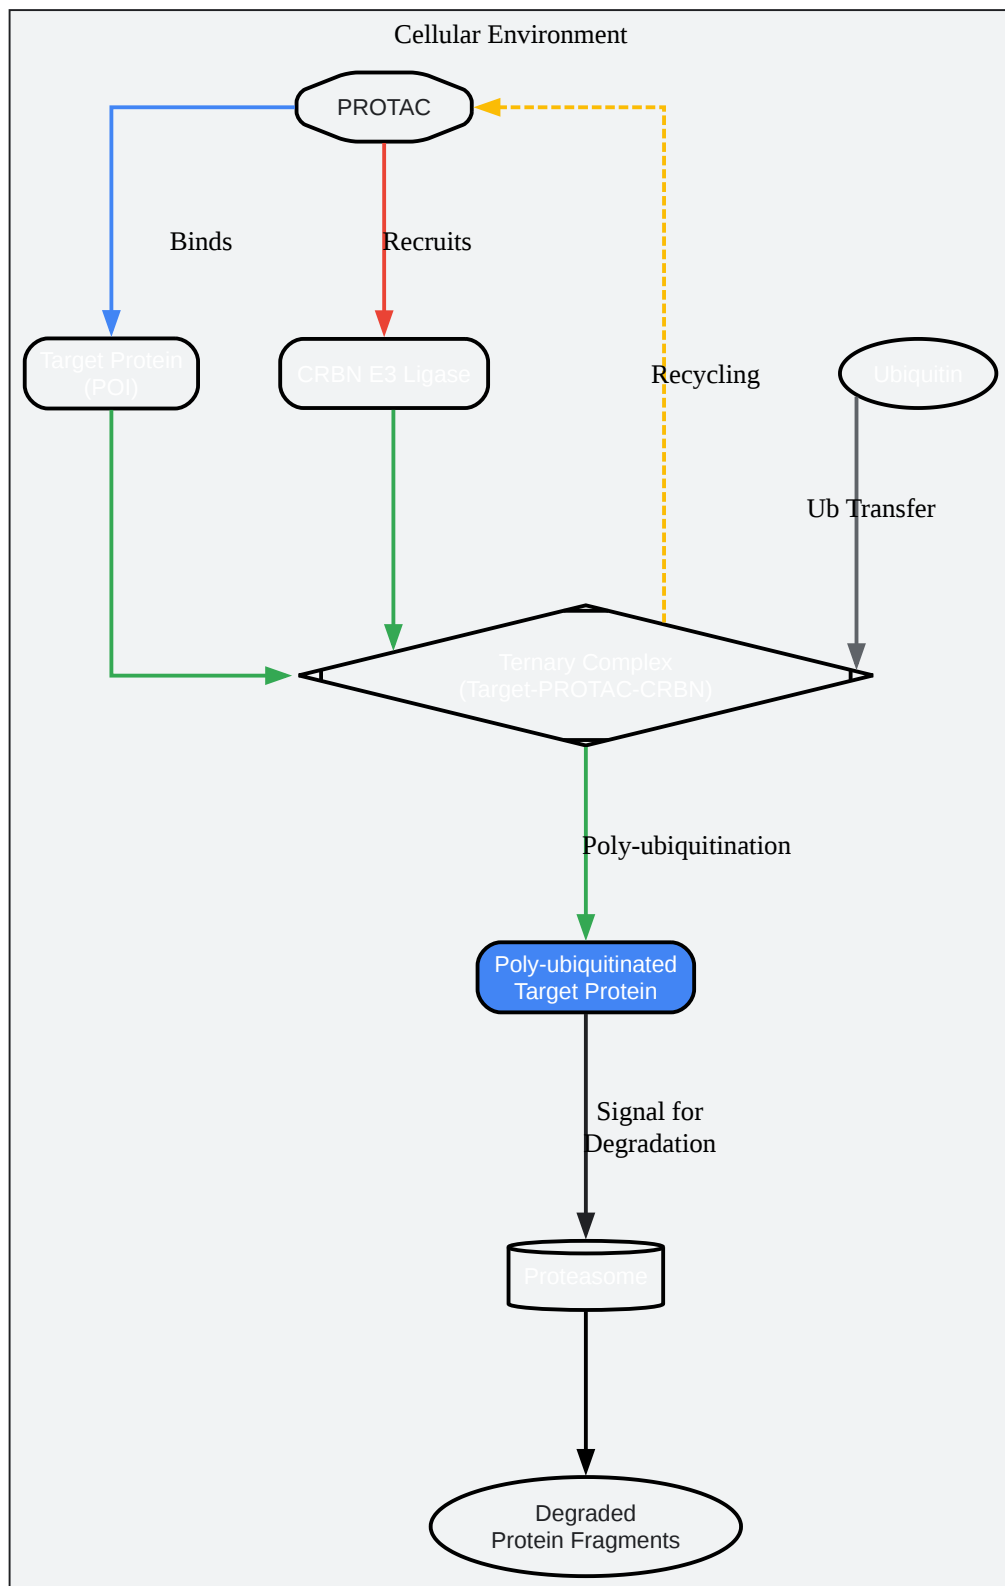 Cellular Environment
PROTAC
Binds
Recruits
Target Protein
(POI)
CRBN E3 Ligase
Recycling
Ubiquitin
Ub Transfer
Ternary Complex
(Target-PROTAC-CRBN)
Poly-ubiquitination
Poly-ubiquitinated
Target Protein
Signal for
Degradation
Proteasome
Degraded
Protein Fragments